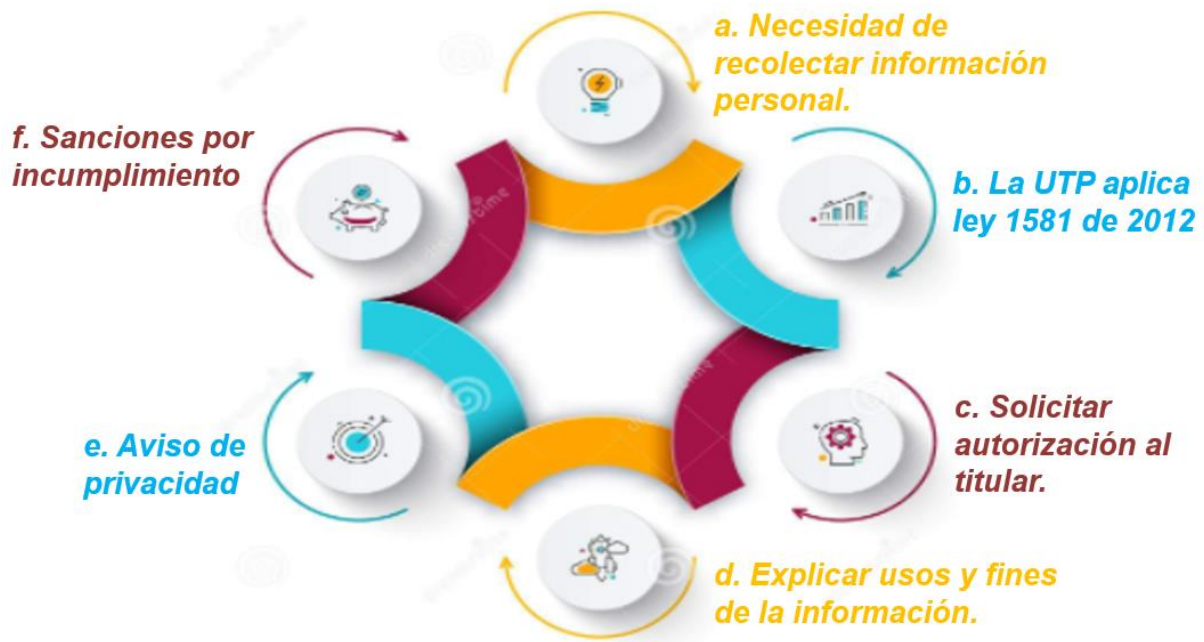 a. Necesidad de
recolectar información
personal.
b. La UTP aplica
ley 1581 de 2012
c. Solicitar
autorización al
titular.
d. Explicar usos y fines
de la información.
e. Aviso de
privacidad
f. Sanciones por
incumplimiento